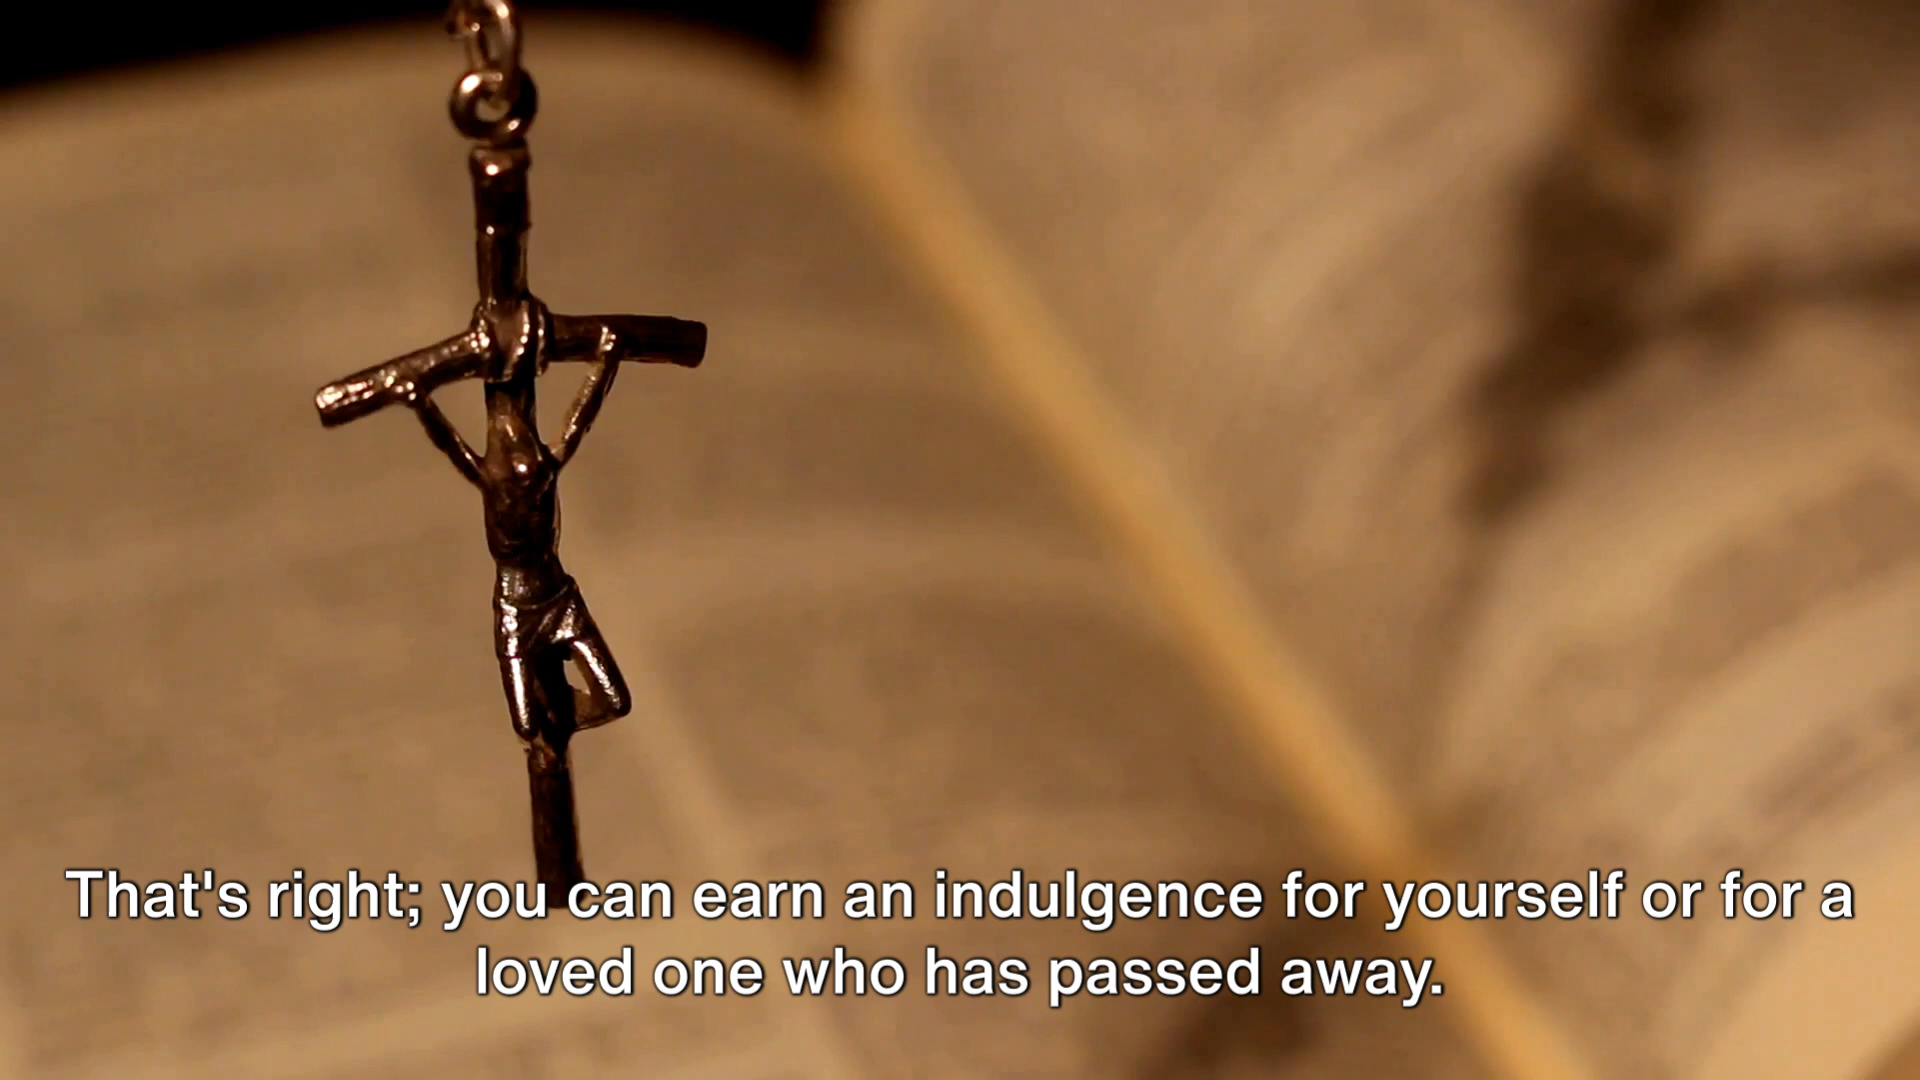 That's right; you can earn an indulgence for yourself or for a
loved one who has passed away.